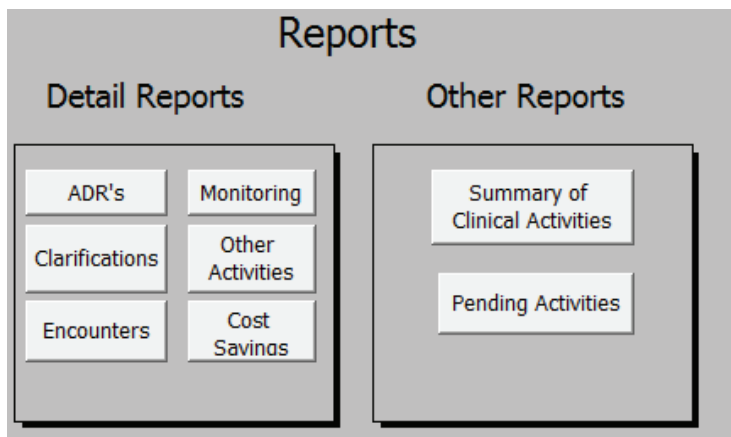 Reports
Detail Reports
ADR's
Monitoring
Clarifications
Other
Activities
Encounters
Cost
Savings
Other Reports
Summary of
Clinical Activities
Pending Activities